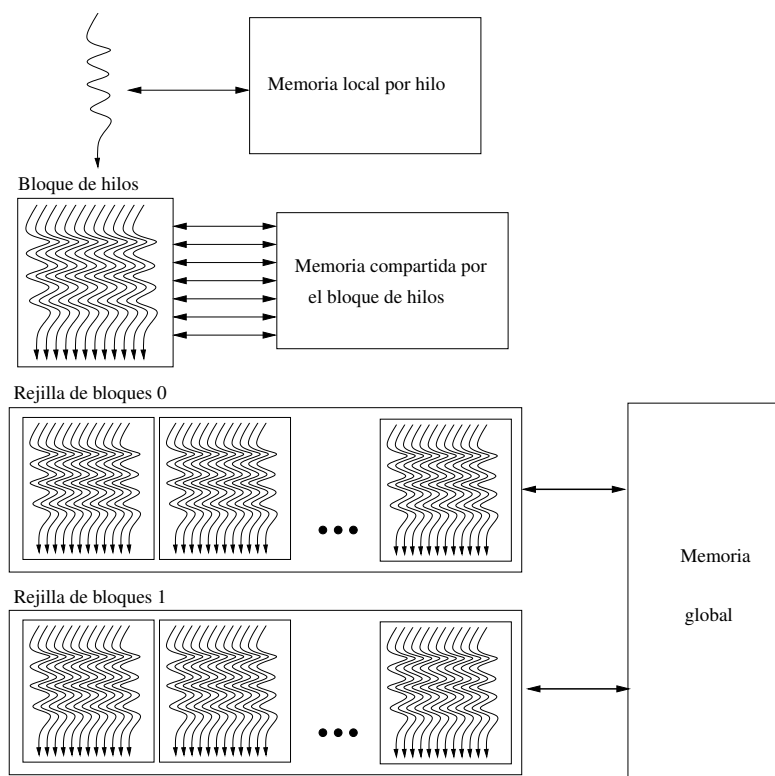 Memoria local por hilo
Bloque de hilos
Memoria compartida por
el bloque de hilos
Rejilla de bloques 0
Memoria
global
Rejilla de bloques 1